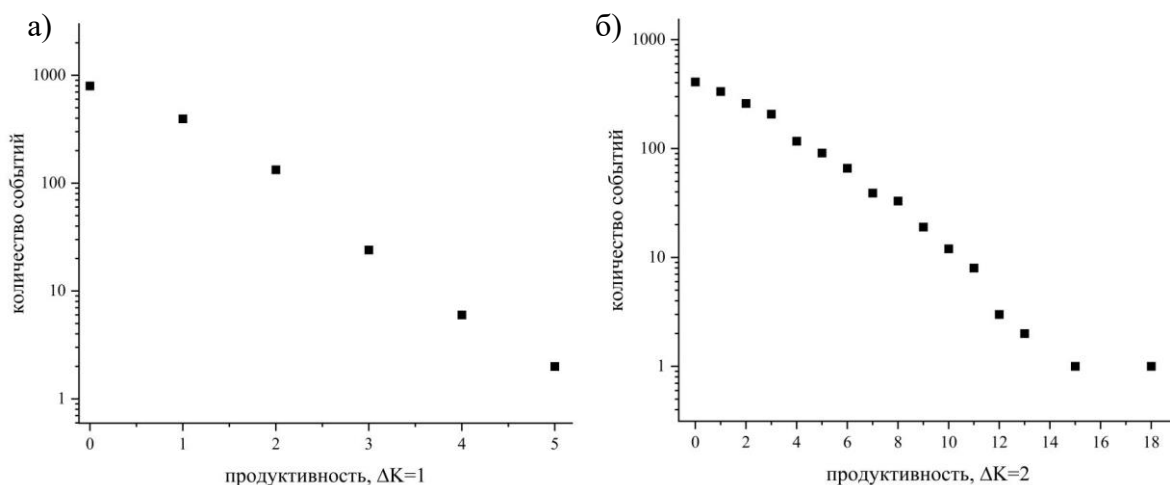 а)
количество событий
1000
100
10
1
0 1 2 3 4 5
продуктивность, ΔK=1
б)
количество событий
1000
100
10
1
0 2 4 6 8 10 12 14 16 18
продуктивность, ΔK=2